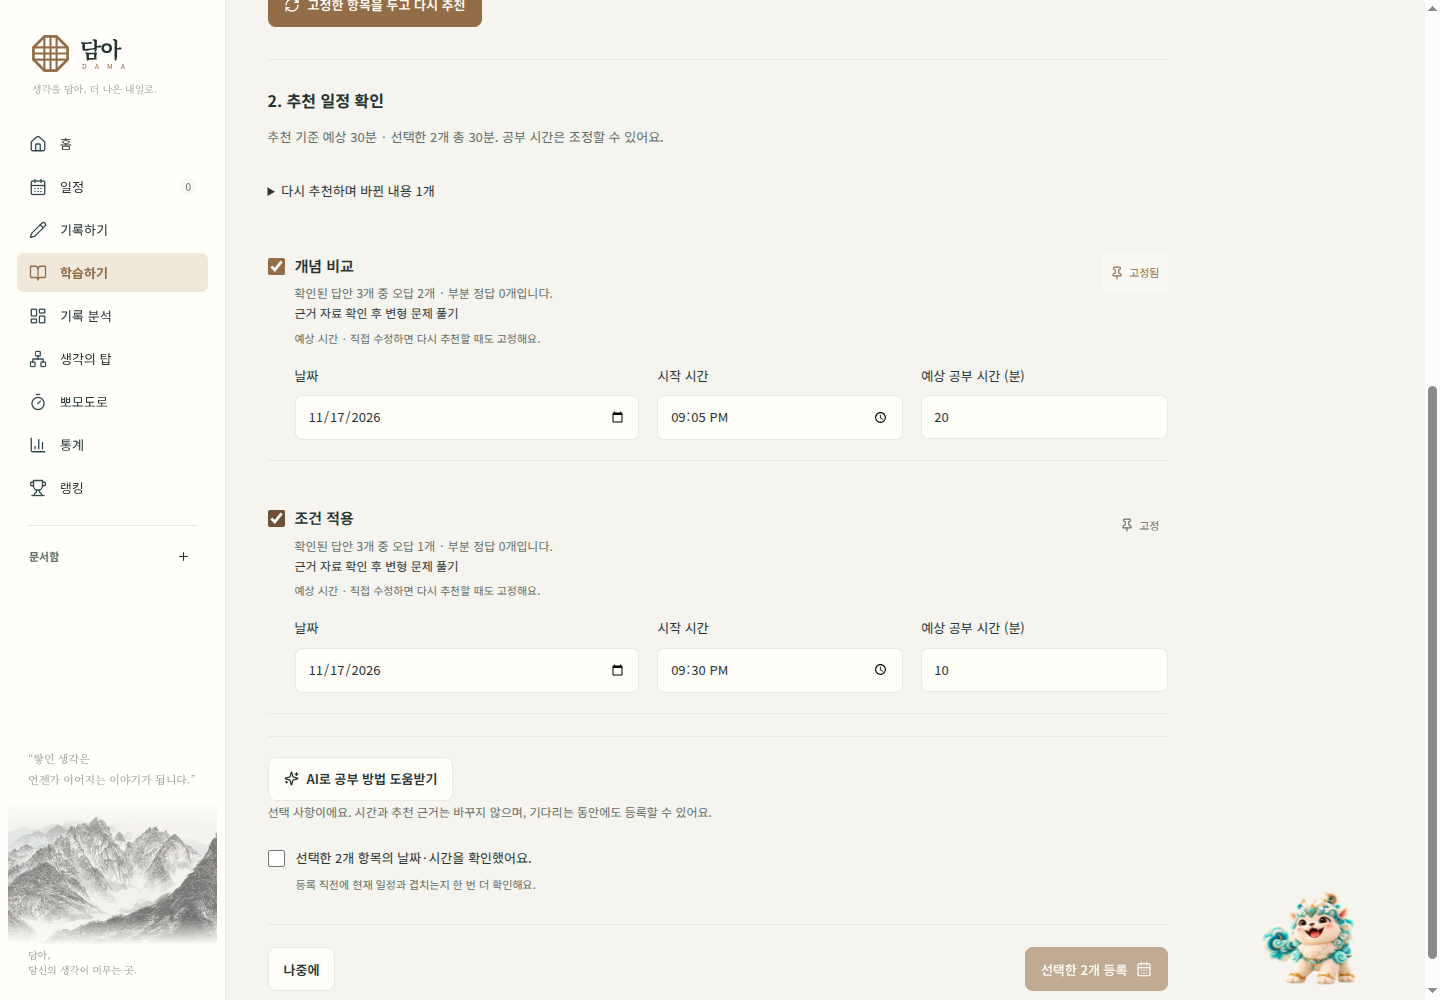 담아
DAMA
생각을 담아, 더 나은 내일로.
홈
일정 0
기록하기
학습하기
기록 분석
생각의 탑
뽀모도로
통계
랭킹
문서함 +
“쌓인 생각은
언젠가 이어지는 이야기가 됩니다.”
담아,
당신의 생각이 머무는 곳.
고정한 항목을 두고 다시 추천
2. 추천 일정 확인
추천 기준 예상 30분 · 선택한 2개 총 30분. 공부 시간은 조정할 수 있어요.
▶ 다시 추천하며 바뀐 내용 1개
개념 비교
고정됨
확인된 답안 3개 중 오답 2개 · 부분 정답 0개입니다.
근거 자료 확인 후 변형 문제 풀기
예상 시간 · 직접 수정하면 다시 추천할 때도 고정해요.
날짜 시작 시간 예상 공부 시간 (분)
11/17/2026 09:05 PM 20
조건 적용
고정
확인된 답안 3개 중 오답 1개 · 부분 정답 0개입니다.
근거 자료 확인 후 변형 문제 풀기
예상 시간 · 직접 수정하면 다시 추천할 때도 고정해요.
날짜 시작 시간 예상 공부 시간 (분)
11/17/2026 09:30 PM 10
AI로 공부 방법 도움받기
선택 사항이에요. 시간과 추천 근거는 바꾸지 않으며, 기다리는 동안에도 등록할 수 있어요.
선택한 2개 항목의 날짜·시간을 확인했어요.
등록 직전에 현재 일정과 겹치는지 한 번 더 확인해요.
나중에
선택한 2개 등록